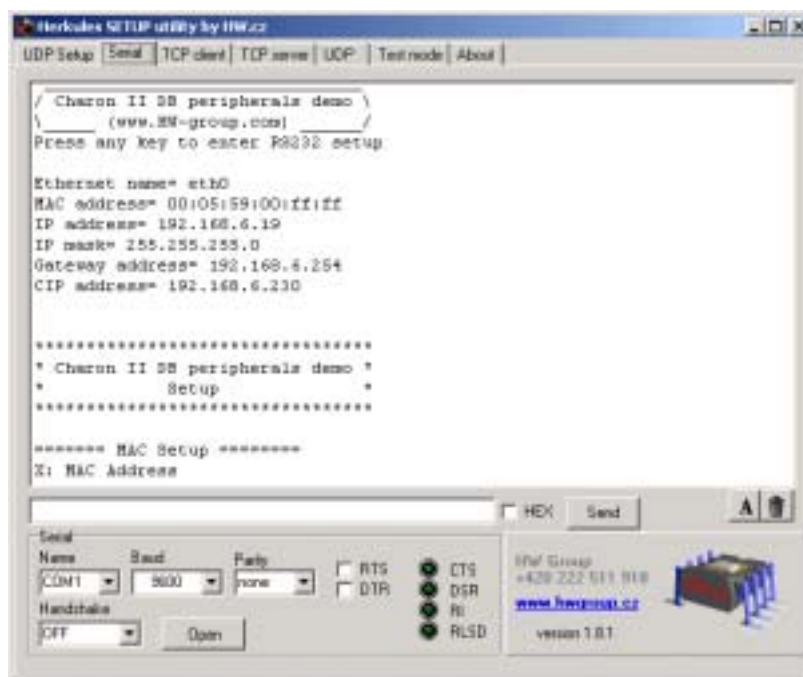 Herkules SETUP utility by HW.cz
UDP Setup Serial TCP client TCP server UDP Test mode About
/ Charon II DB peripherals demo \
\______ (www.HW-group.com) ______/
Press any key to enter RS232 setup
Ethernet name= eth0
MAC address= 00:05:59:00:ff:ff
IP address= 192.168.6.19
IP mask= 255.255.255.0
Gateway address= 192.168.6.254
CIP address= 192.168.6.230
*********************************
* Charon II DB peripherals demo *
* Setup *
*********************************
======= MAC Setup ========
X: MAC Address
HEX Send A
Serial
Name Baud Parity
COM1 9600 none
RTS
DTR
CTS
DSR
RI
RLSD
Handshake
OFF Open
HW Group
+420 222 511 918
www.hwgroup.cz
version 1.0.1